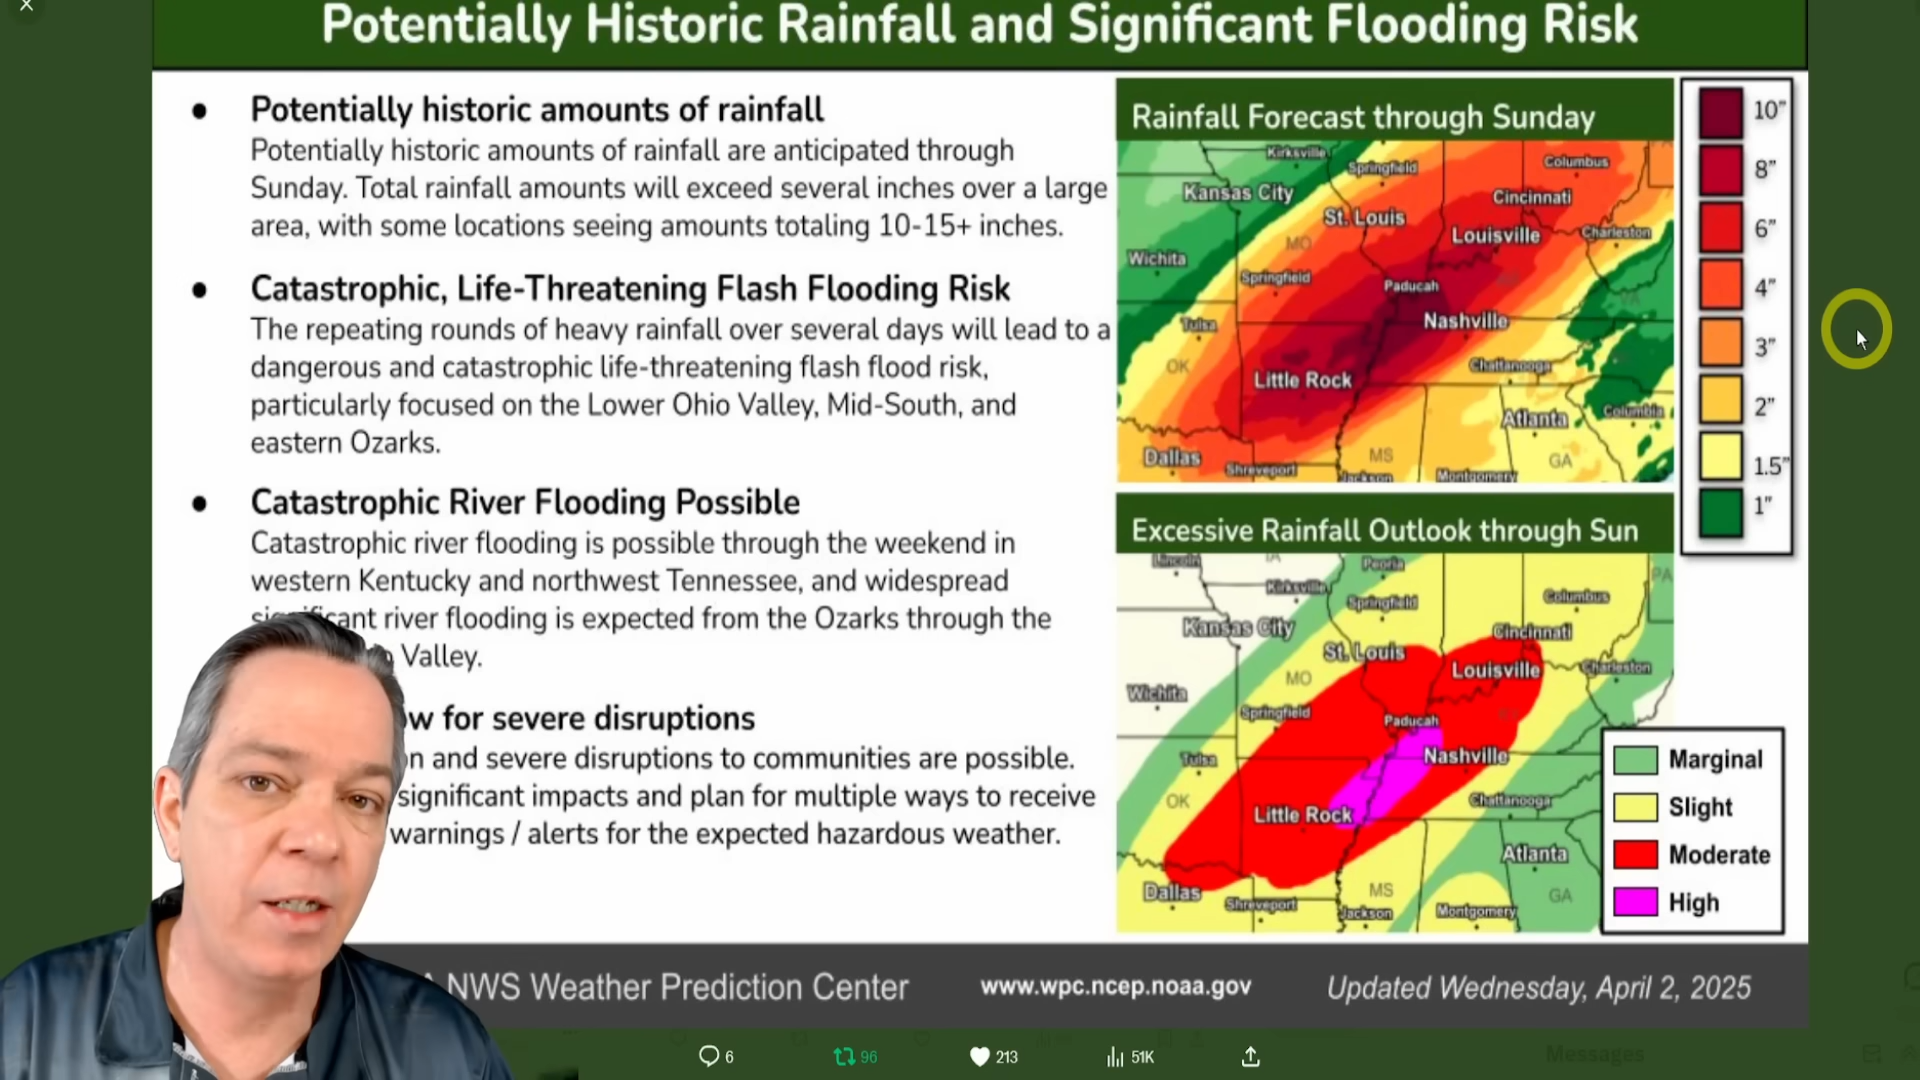 Potentially Historic Rainfall and Significant Flooding Risk
Potentially historic amounts of rainfall
Potentially historic amounts of rainfall are anticipated through
Sunday. Total rainfall amounts will exceed several inches over a large
area, with some locations seeing amounts totaling 10-15+ inches.
Catastrophic, Life-Threatening Flash Flooding Risk
The repeating rounds of heavy rainfall over several days will lead to a
dangerous and catastrophic life-threatening flash flood risk,
particularly focused on the Lower Ohio Valley, Mid-South, and
eastern Ozarks.
Catastrophic River Flooding Possible
Catastrophic river flooding is possible through the weekend in
western Kentucky and northwest Tennessee, and widespread
significant river flooding is expected from the Ozarks through the
Valley.
for severe disruptions
and severe disruptions to communities are possible.
significant impacts and plan for multiple ways to receive
warnings / alerts for the expected hazardous weather.
Rainfall Forecast through Sunday
Kirksville
Springfield
Columbus
Kansas City
Cincinnati
St. Louis
Louisville
Charleston
MO
Wichita
Springfield
Paducah
VA
Tulsa
Nashville
OK
Little Rock
Chattanooga
Atlanta
Columbia
Dallas
Shreveport
MS
GA
Jackson
Montgomery
10"
8"
6"
4"
3"
2"
1.5"
1"
Excessive Rainfall Outlook through Sun
Lincoln
IA
Peoria
PA
Kirksville
Springfield
Columbus
Kansas City
Cincinnati
St. Louis
Louisville
Charleston
MO
Wichita
Springfield
Paducah
Tulsa
Nashville
OK
Little Rock
Chattanooga
Atlanta
Dallas
Shreveport
MS
GA
Jackson
Montgomery
Marginal
Slight
Moderate
High
NWS Weather Prediction Center
www.wpc.ncep.noaa.gov
Updated Wednesday, April 2, 2025
6
96
213
51K
Messages